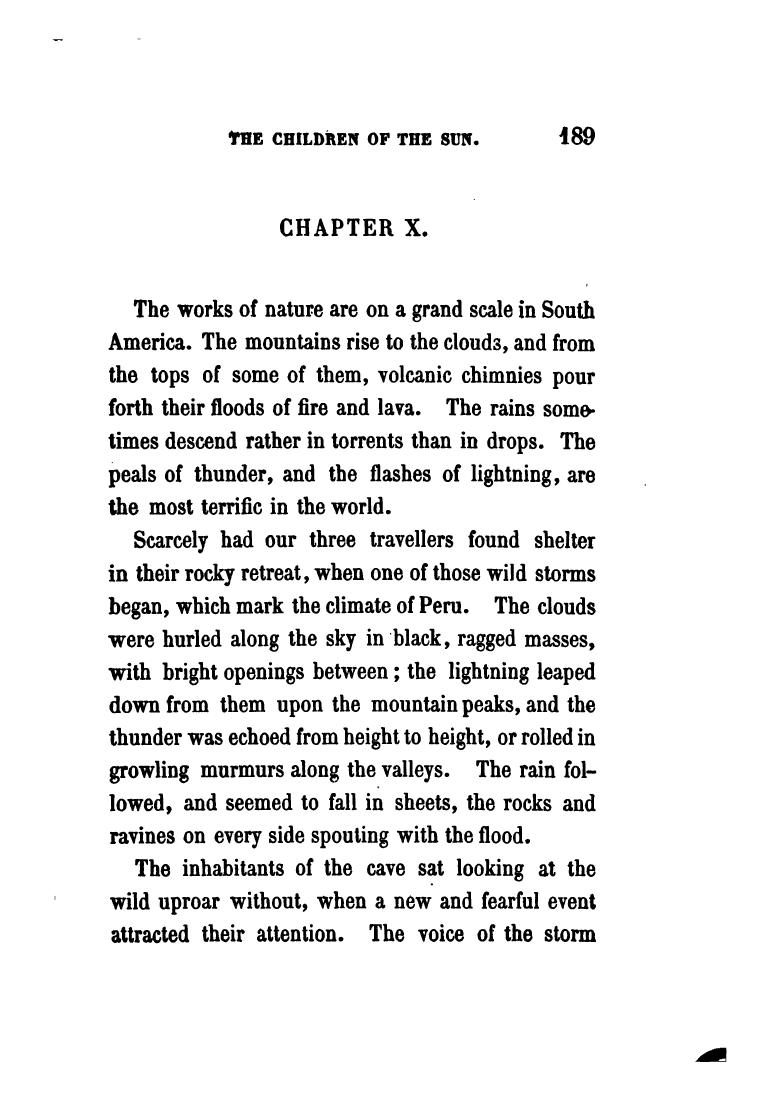 THE CHILDREN OF THE SUN. 189
CHAPTER X.
The works of nature are on a grand scale in South
America. The mountains rise to the clouds, and from
the tops of some of them, volcanic chimnies pour
forth their floods of fire and lava. The rains some-
times descend rather in torrents than in drops. The
peals of thunder, and the flashes of lightning, are
the most terrific in the world.
Scarcely had our three travellers found shelter
in their rocky retreat, when one of those wild storms
began, which mark the climate of Peru. The clouds
were hurled along the sky in black, ragged masses,
with bright openings between; the lightning leaped
down from them upon the mountain peaks, and the
thunder was echoed from height to height, or rolled in
growling murmurs along the valleys. The rain fol-
lowed, and seemed to fall in sheets, the rocks and
ravines on every side spouting with the flood.
The inhabitants of the cave sat looking at the
wild uproar without, when a new and fearful event
attracted their attention. The voice of the storm